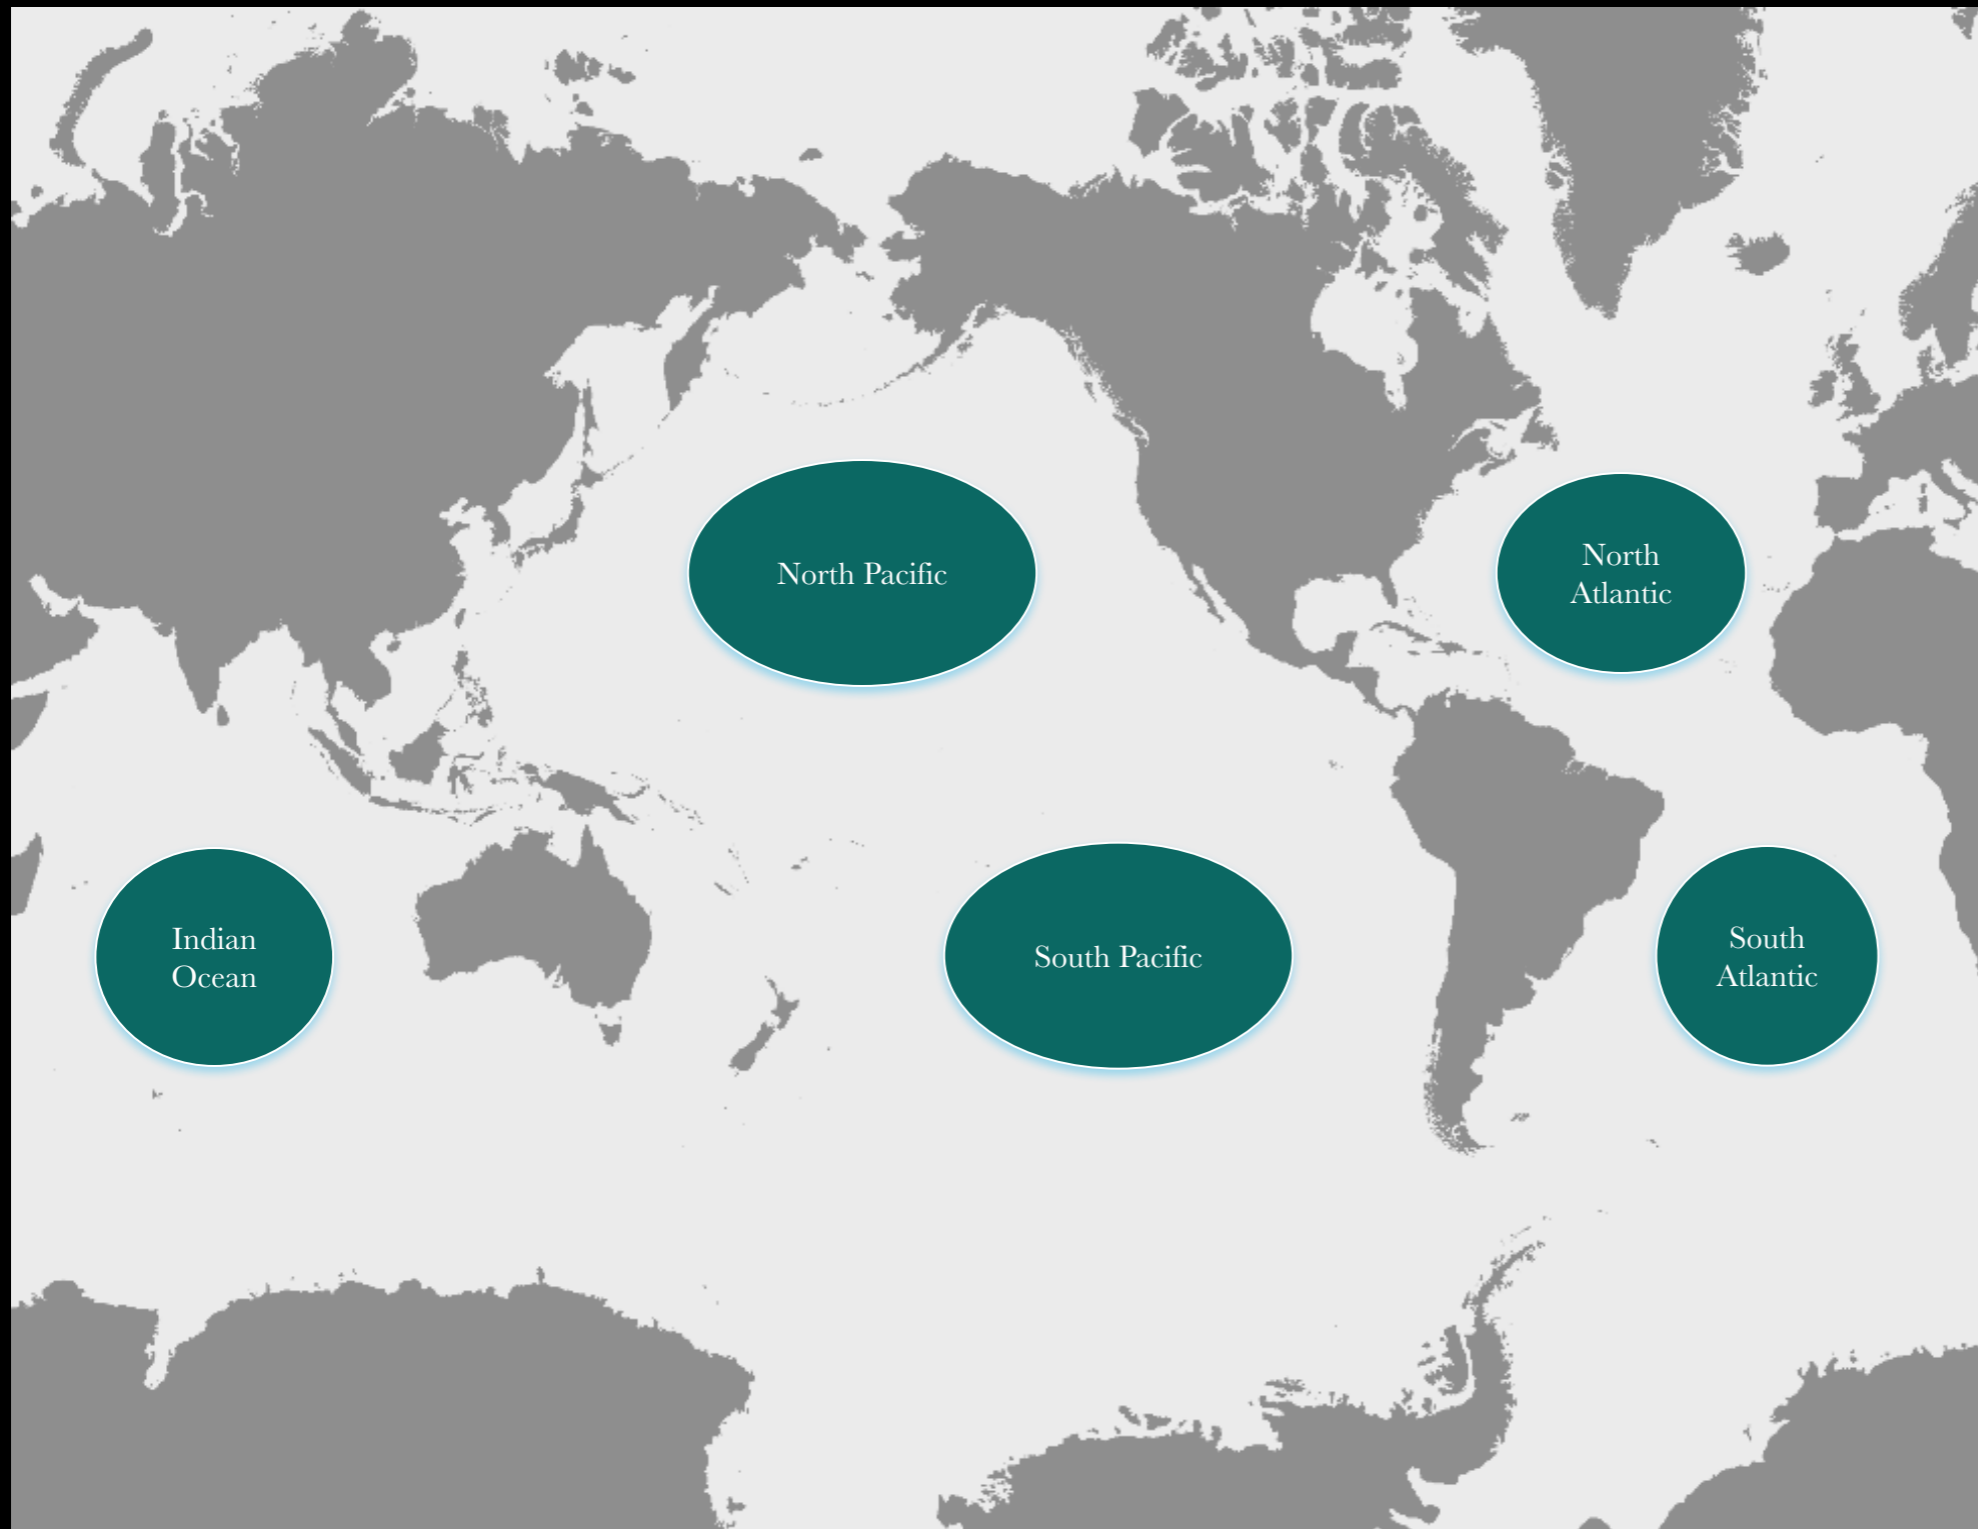 North Pacific
North
Atlantic
Indian
Ocean
South Pacific
South
Atlantic